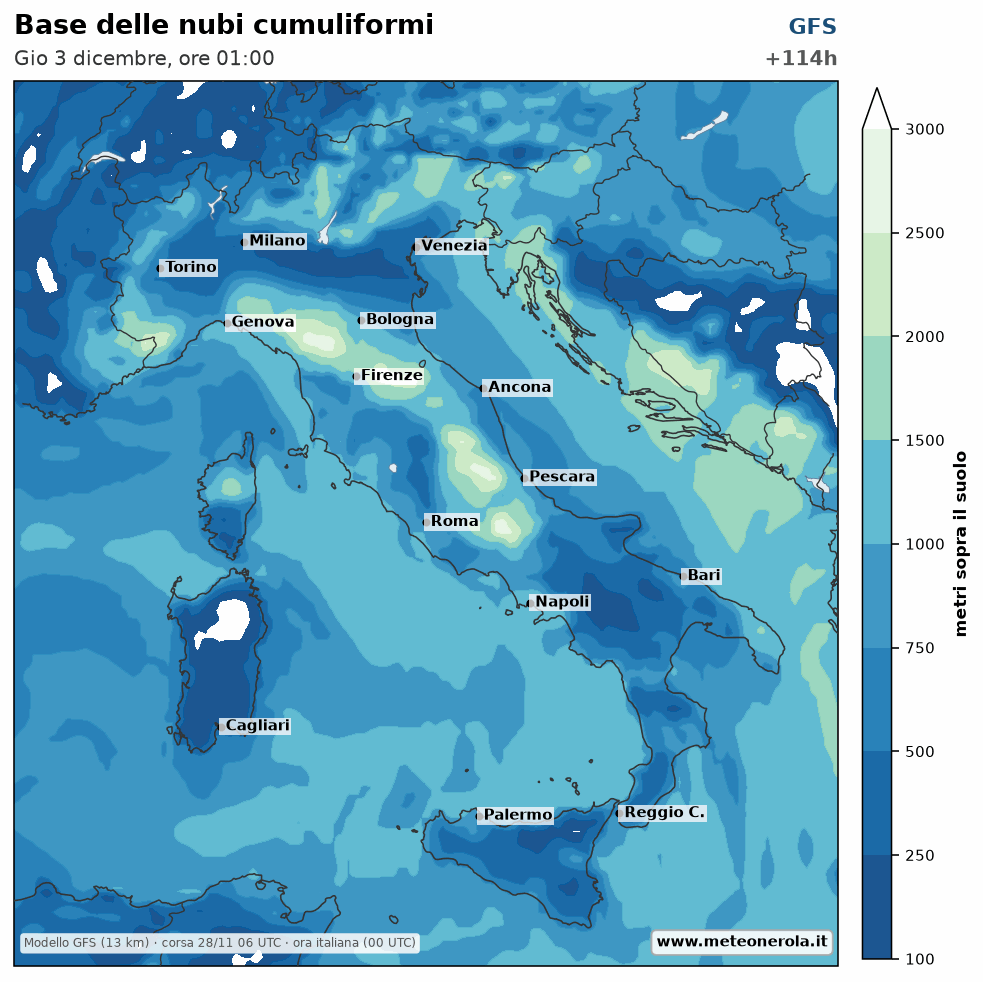 Base delle nubi cumuliformi
GFS
Gio 3 dicembre, ore 01:00
+114h
3000
2500
2000
1500
1000
750
500
250
100
metri sopra il suolo
Milano
Venezia
Torino
Genova
Bologna
Firenze
Ancona
Pescara
Roma
Bari
Napoli
Cagliari
Palermo
Reggio C.
Modello GFS (13 km) · corsa 28/11 06 UTC · ora italiana (00 UTC)
www.meteonerola.it